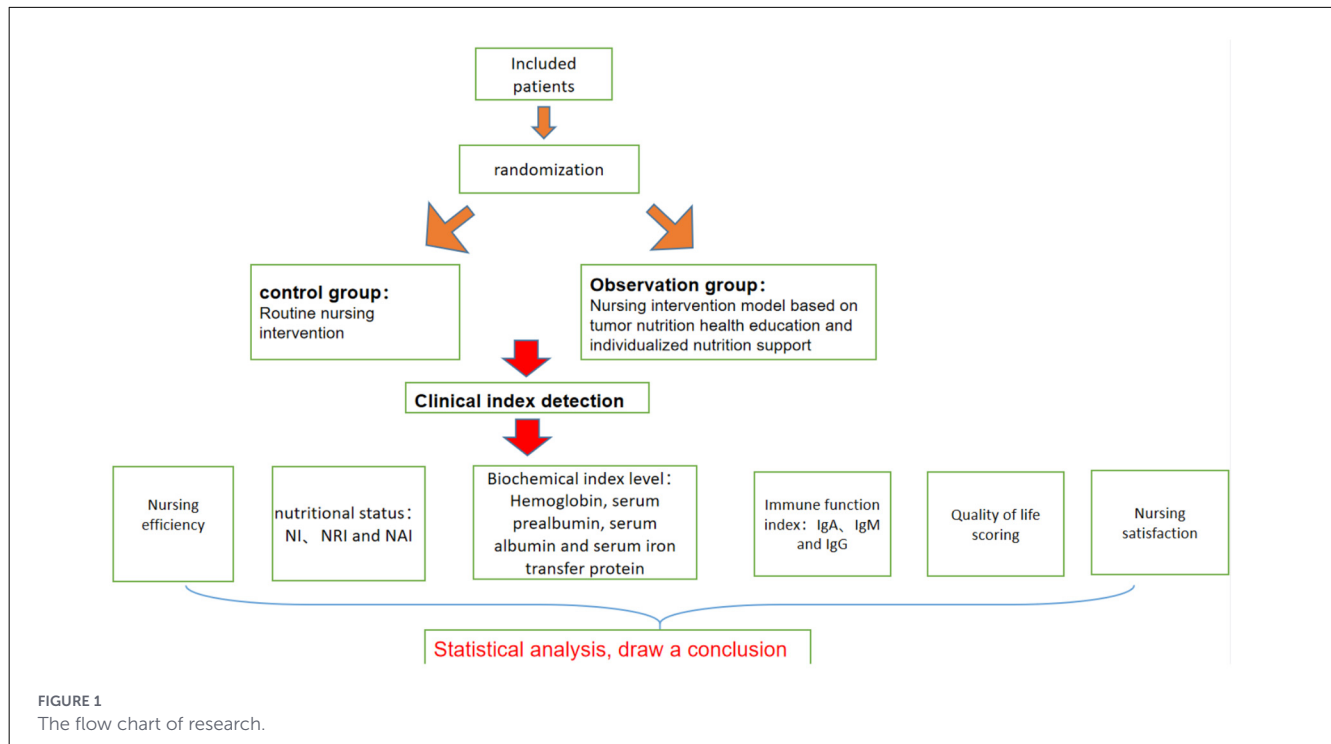 Included
patients
randomization
control group：
Routine nursing
intervention
Observation group：
Nursing intervention model based on
tumor nutrition health education and
individualized nutrition support
Clinical index detection
Nursing
efficiency
nutritional status：
NI、NRI and NAI
Biochemical index level：
Hemoglobin, serum
prealbumin, serum
albumin and serum iron
transfer protein
Immune function
index：IgA、IgM
and IgG
Quality of life
scoring
Nursing
satisfaction
Statistical analysis, draw a conclusion
FIGURE 1
The flow chart of research.